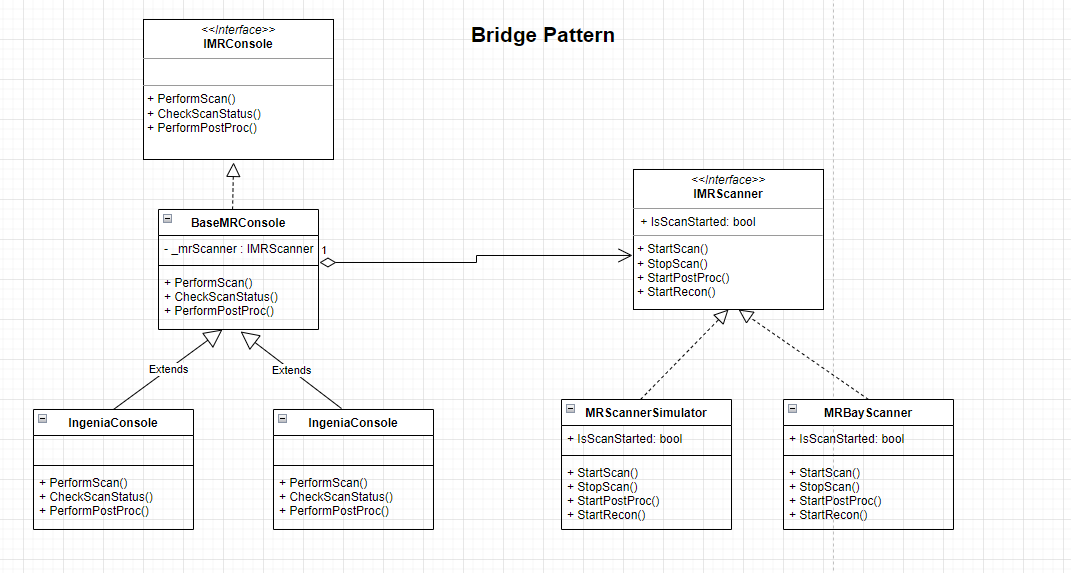 Bridge Pattern
<<Interface>>
IMRConsole
+ PerformScan()
+ CheckScanStatus()
+ PerformPostProc()
<<Interface>>
IMRScanner
+ IsScanStarted: bool
+ StartScan()
+ StopScan()
+ StartPostProc()
+ StartRecon()
BaseMRConsole
- _mrScanner : IMRScanner
1
+ PerformScan()
+ CheckScanStatus()
+ PerformPostProc()
Extends
Extends
IngeniaConsole
+ PerformScan()
+ CheckScanStatus()
+ PerformPostProc()
IngeniaConsole
+ PerformScan()
+ CheckScanStatus()
+ PerformPostProc()
MRScannerSimulator
+ IsScanStarted: bool
+ StartScan()
+ StopScan()
+ StartPostProc()
+ StartRecon()
MRBayScanner
+ IsScanStarted: bool
+ StartScan()
+ StopScan()
+ StartPostProc()
+ StartRecon()